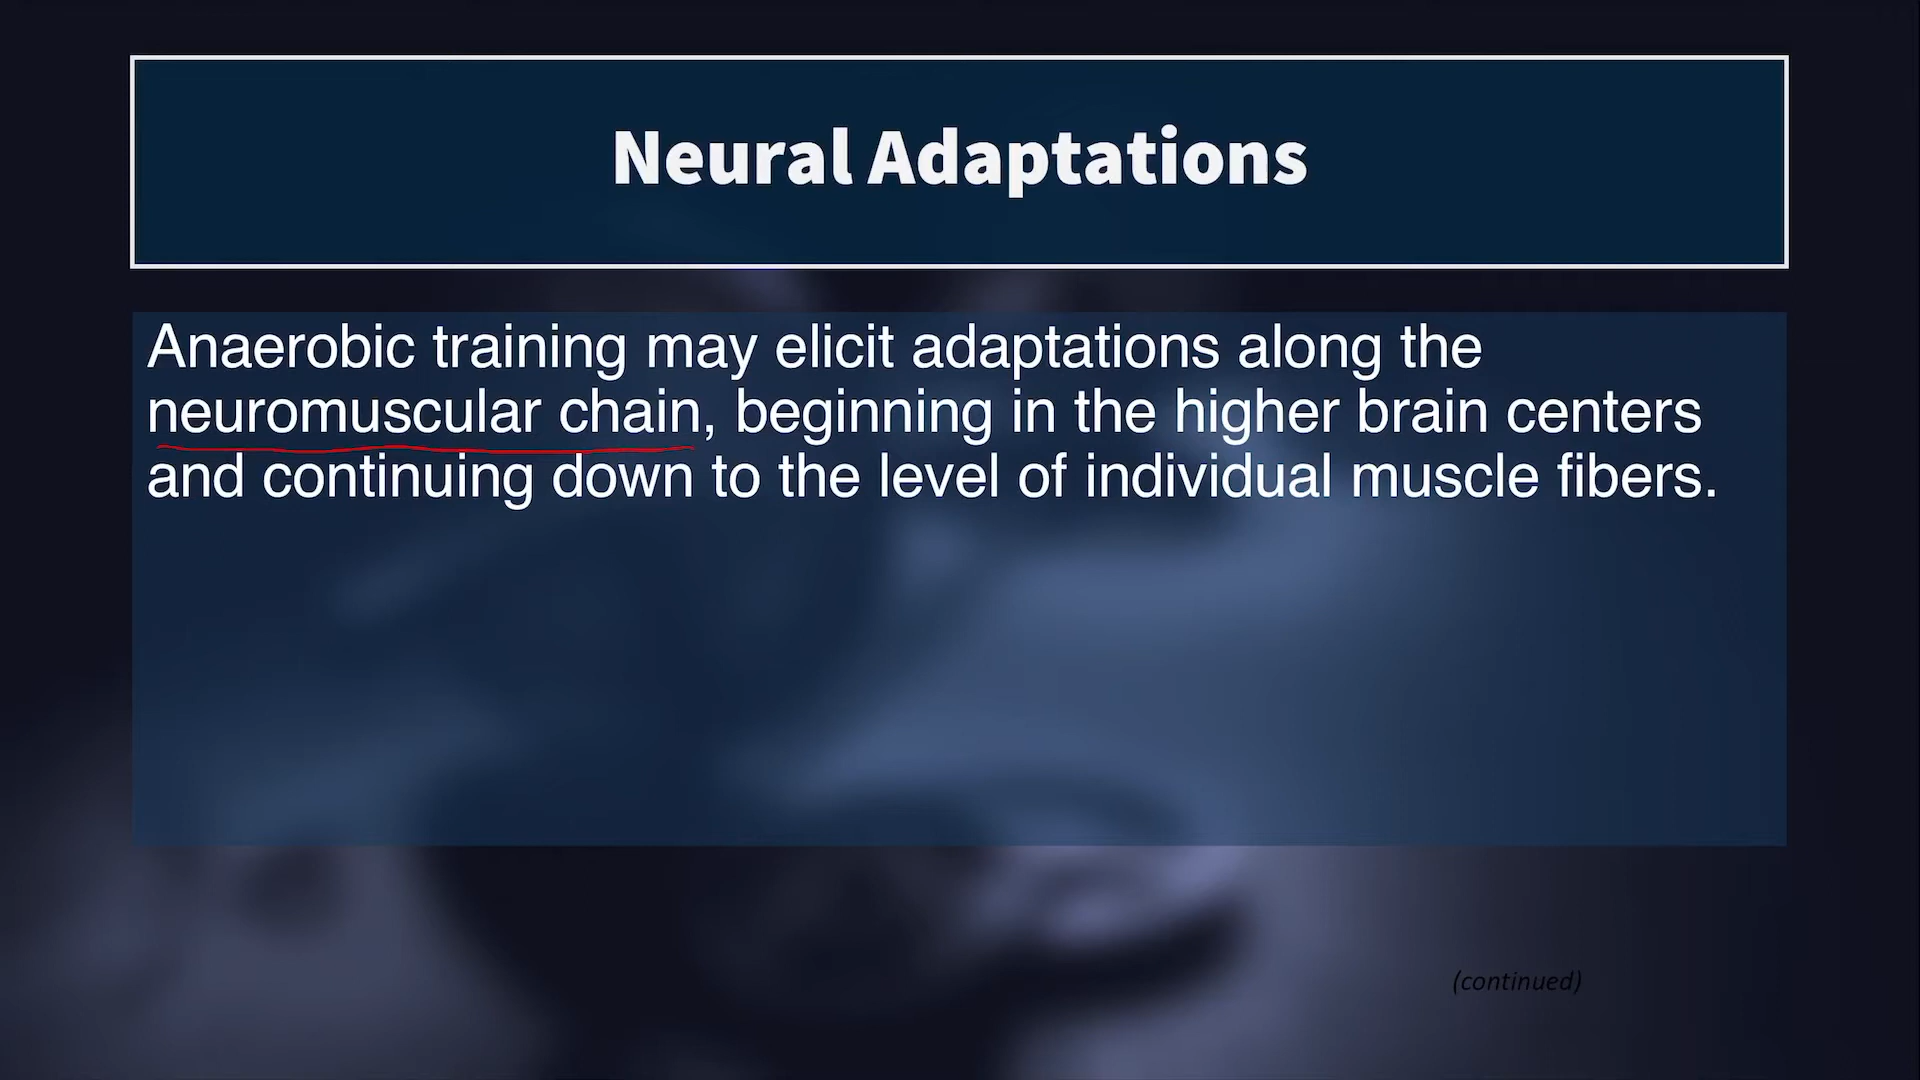 Neural Adaptations
Anaerobic training may elicit adaptations along the
neuromuscular chain, beginning in the higher brain centers
and continuing down to the level of individual muscle fibers.
(continued)